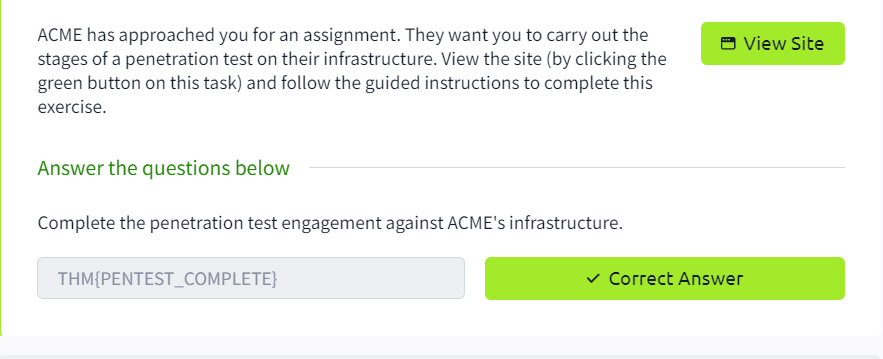 ACME has approached you for an assignment. They want you to carry out the
stages of a penetration test on their infrastructure. View the site (by clicking the
green button on this task) and follow the guided instructions to complete this
exercise.
View Site
Answer the questions below
Complete the penetration test engagement against ACME's infrastructure.
THM{PENTEST_COMPLETE}
Correct Answer